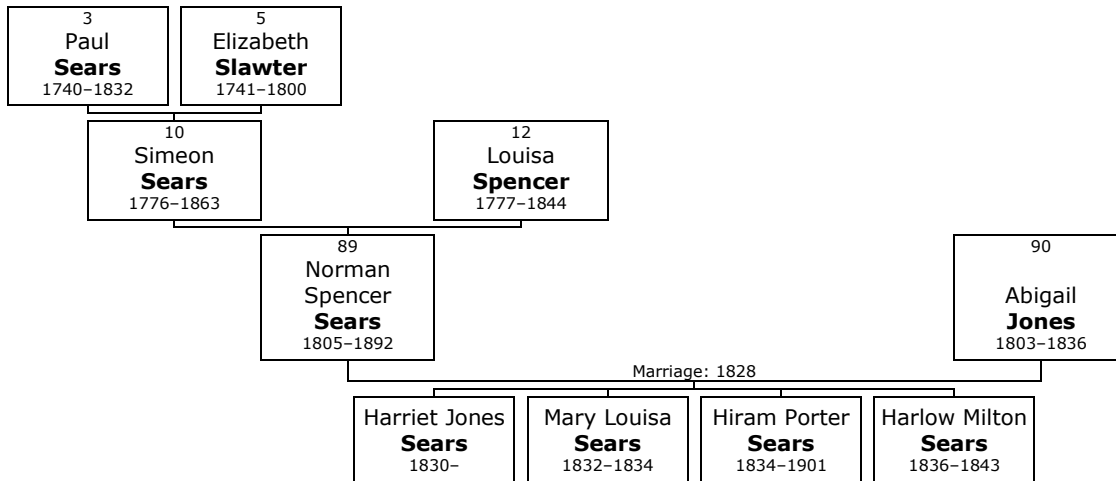 3
Paul
Sears
1740–1832
5
Elizabeth
Slawter
1741–1800
10
Simeon
Sears
1776–1863
12
Louisa
Spencer
1777–1844
89
Norman
Spencer
Sears
1805–1892
90
Abigail
Jones
1803–1836
Marriage: 1828
Harriet Jones
Sears
1830–
Mary Louisa
Sears
1832–1834
Hiram Porter
Sears
1834–1901
Harlow Milton
Sears
1836–1843